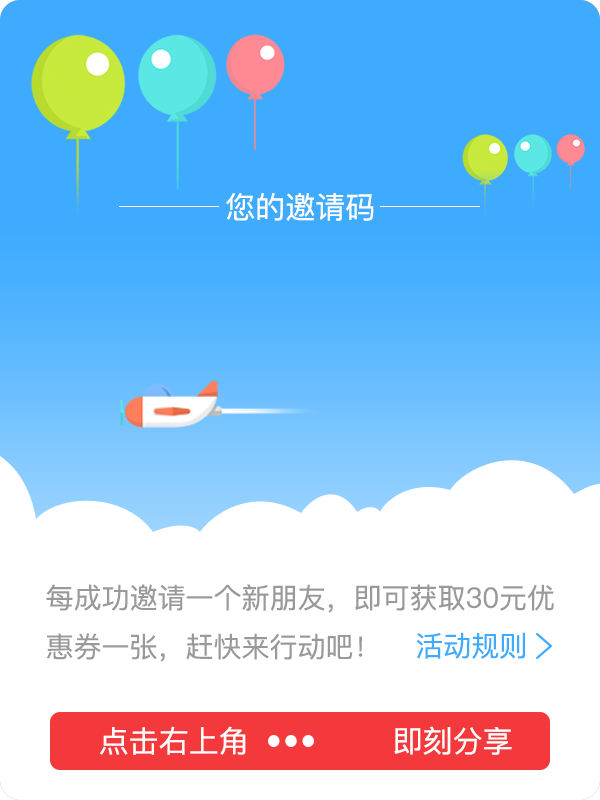 您的邀请码
每成功邀请一个新朋友，即可获取30元优
惠券一张，赶快来行动吧！ 活动规则
点击右上角 ••• 即刻分享